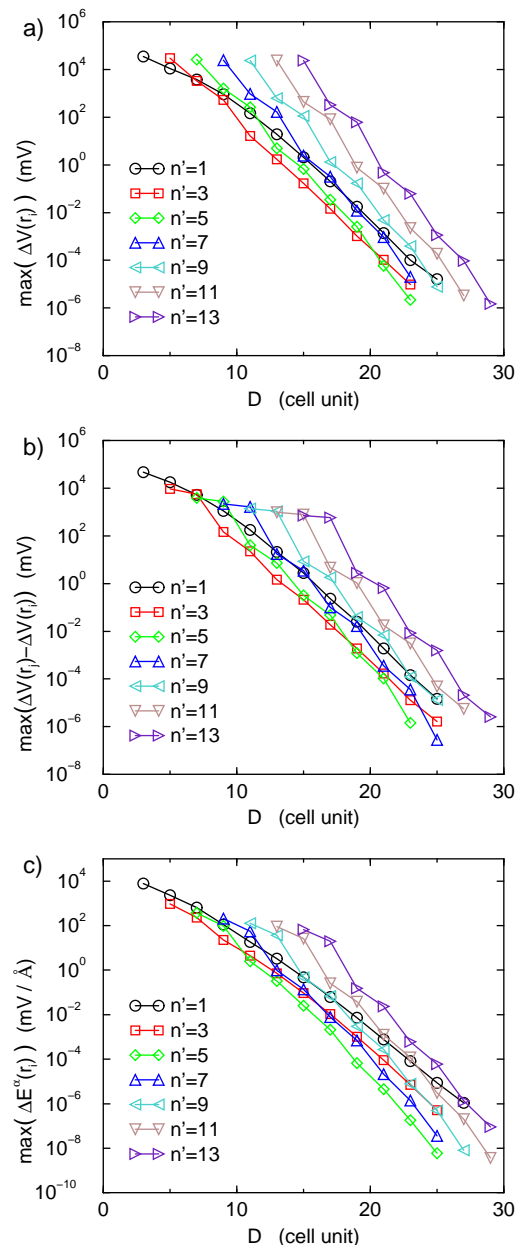 a)
10^6
10^4
10^2
10^0
10^−2
10^−4
10^−6
10^−8
max( ΔV(r_i) ) (mV)
n'=1
n'=3
n'=5
n'=7
n'=9
n'=11
n'=13
0 10 20 30
D (cell unit)
b)
10^6
10^4
10^2
10^0
10^−2
10^−4
10^−6
10^−8
max(ΔV(r_j)−ΔV(r_i)) (mV)
n'=1
n'=3
n'=5
n'=7
n'=9
n'=11
n'=13
0 10 20 30
D (cell unit)
c)
10^4
10^2
10^0
10^−2
10^−4
10^−6
10^−8
10^−10
max( ΔE^α(r_i) ) (mV / Å)
n'=1
n'=3
n'=5
n'=7
n'=9
n'=11
n'=13
0 10 20 30
D (cell unit)